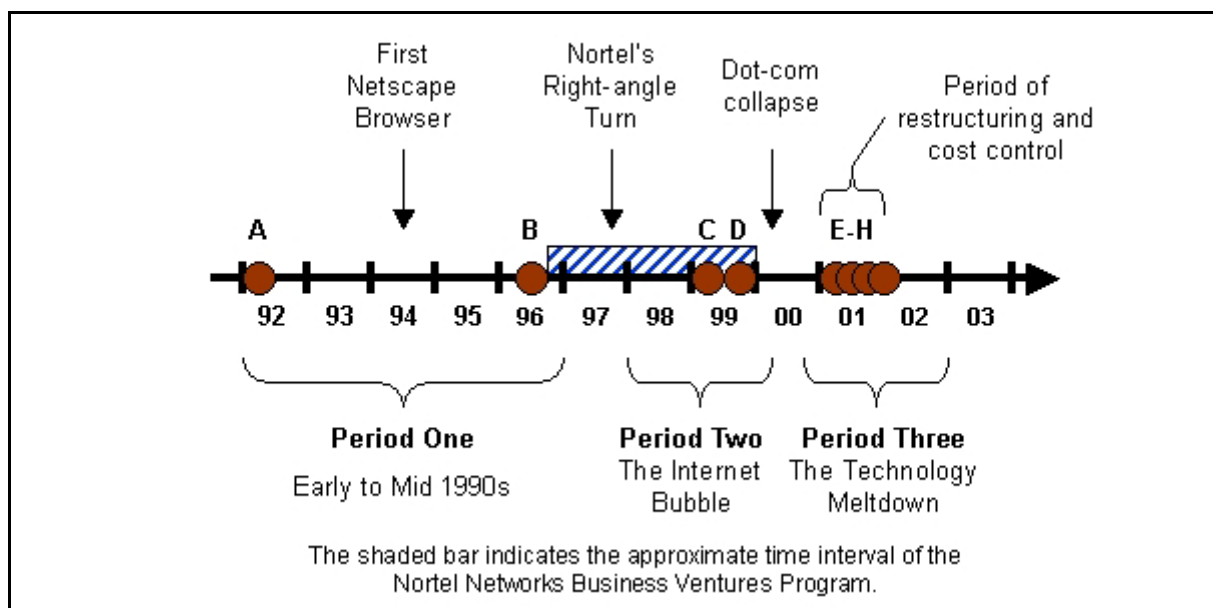 First
Netscape
Browser
Nortel's
Right-angle
Turn
Dot-com
collapse
Period of
restructuring and
cost control
A
B
C
D
E-H
92
93
94
95
96
97
98
99
00
01
02
03
Period One
Early to Mid 1990s
Period Two
The Internet
Bubble
Period Three
The Technology
Meltdown
The shaded bar indicates the approximate time interval of the
Nortel Networks Business Ventures Program.